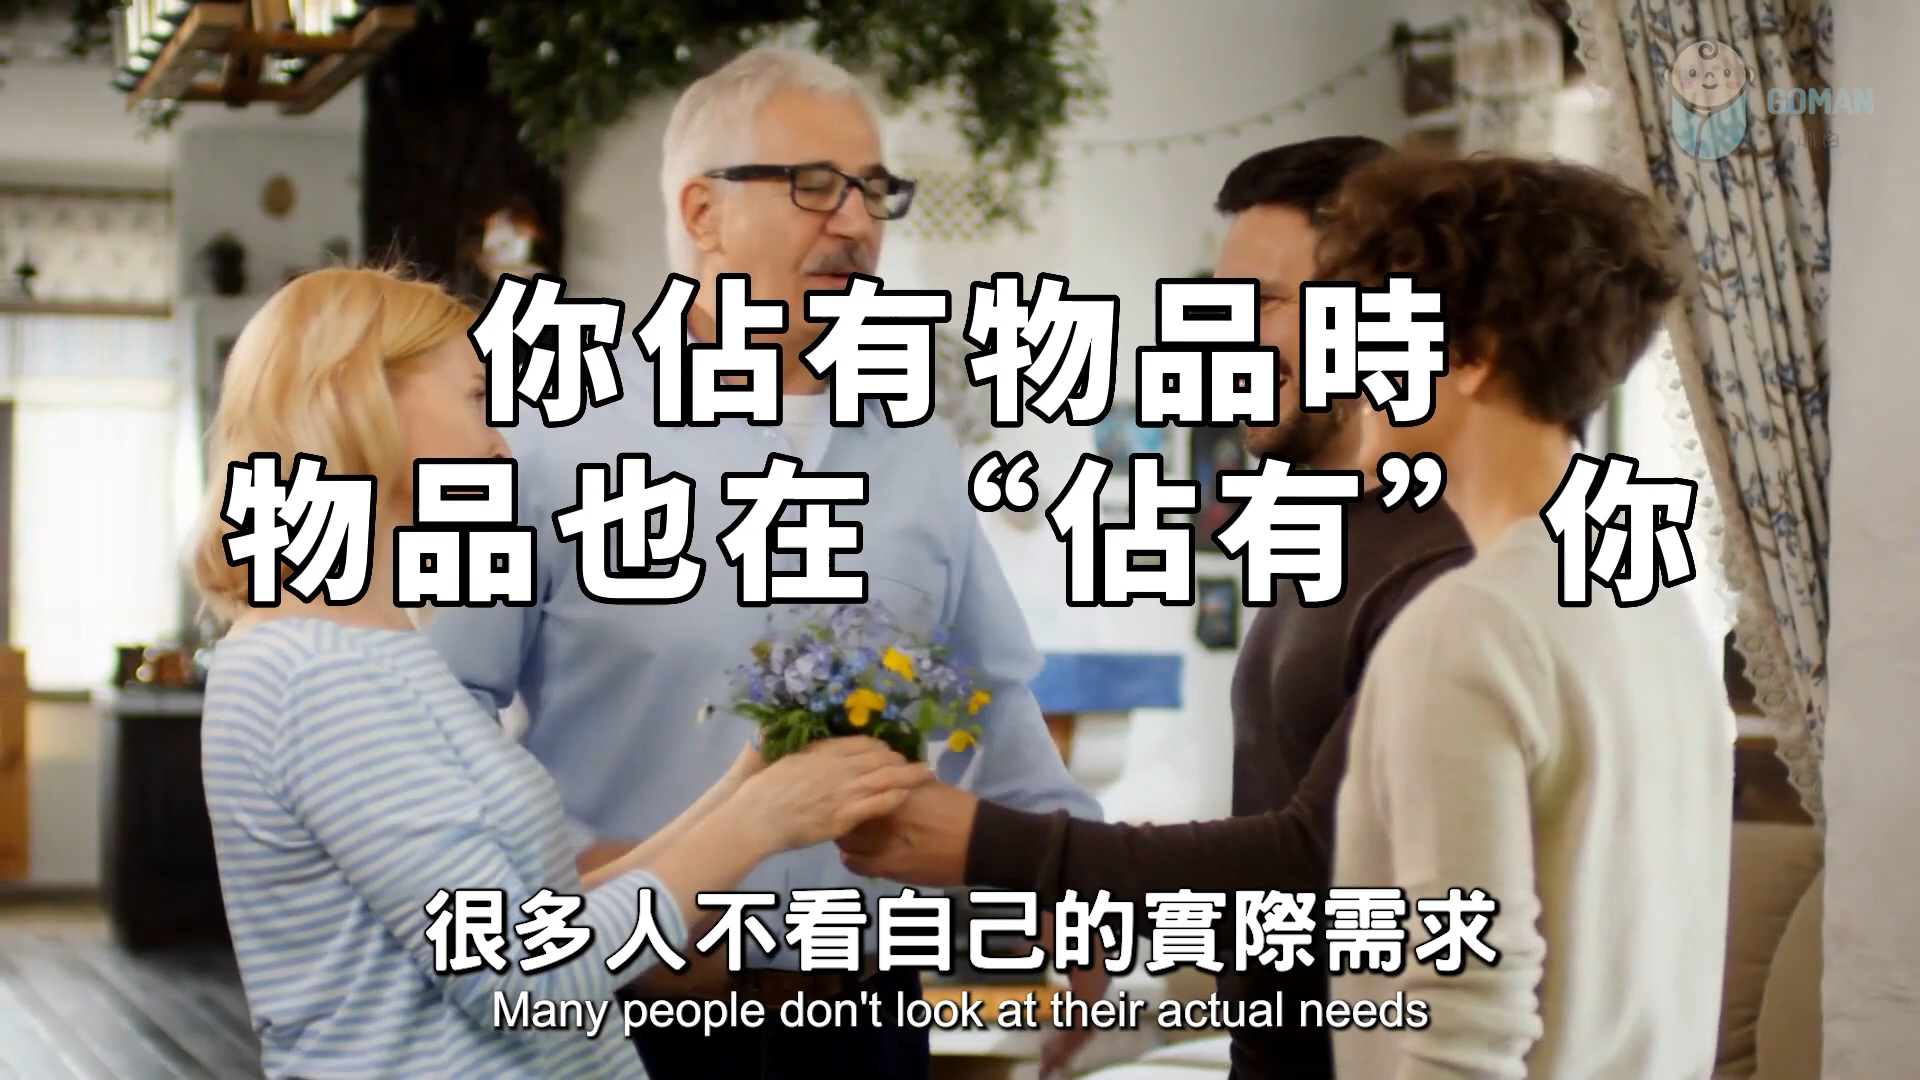 GOMAN
你佔有物品時
物品也在“佔有”你
很多人不看自己的實際需求
Many people don't look at their actual needs